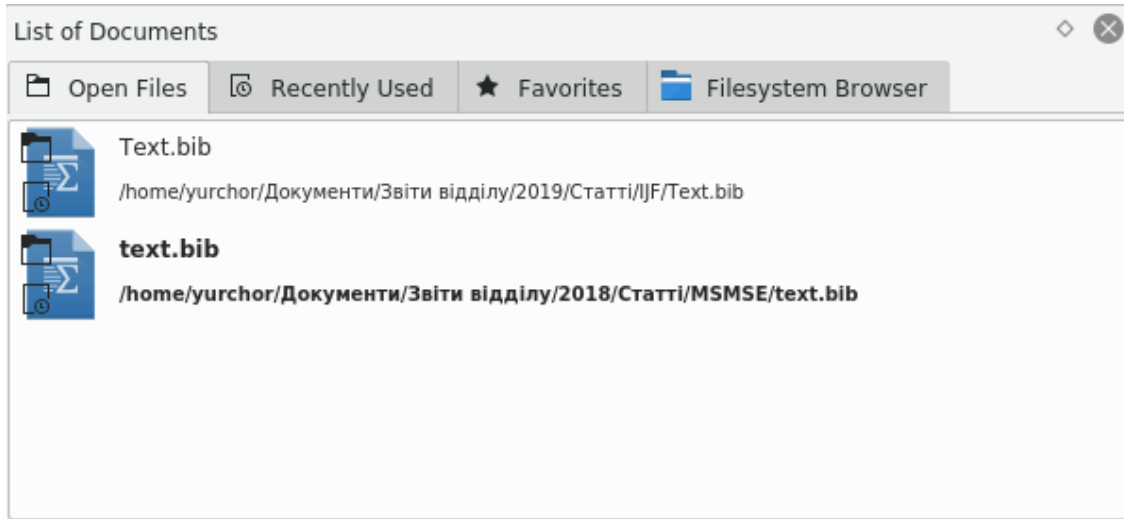 List of Documents
Open Files Recently Used Favorites Filesystem Browser
Text.bib
/home/yurchor/Документи/Звіти відділу/2019/Статті/IJF/Text.bib
text.bib
/home/yurchor/Документи/Звіти відділу/2018/Статті/MSMSE/text.bib